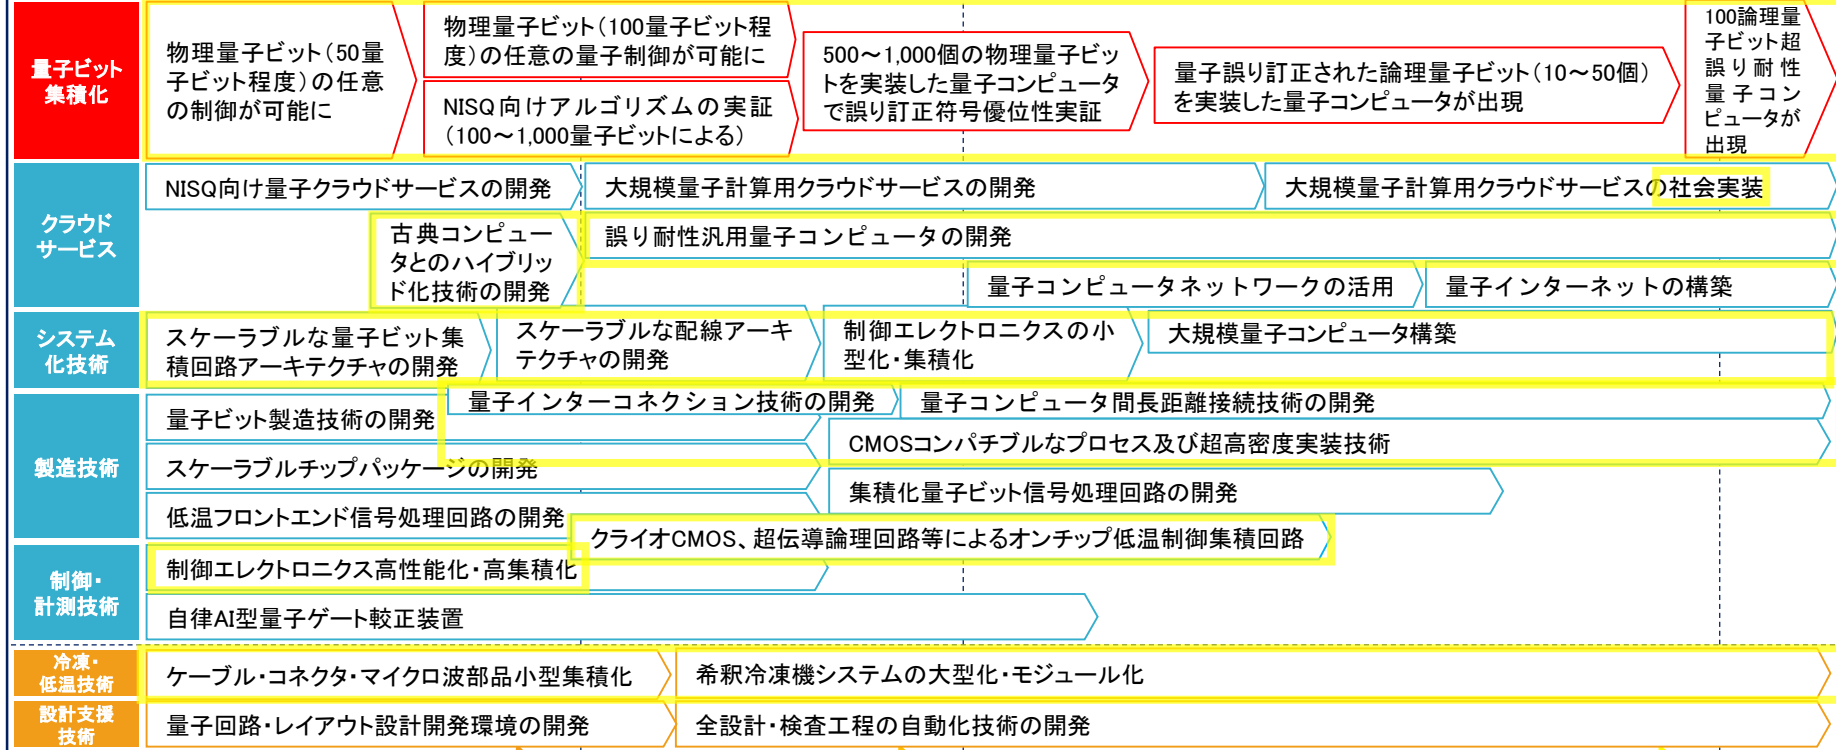 量子ビット
集積化
物理量子ビット（50量
子ビット程度）の任意
の制御が可能に
物理量子ビット（100量子ビット程
度）の任意の量子制御が可能に
NISQ向けアルゴリズムの実証
（100～1,000量子ビットによる）
500～1,000個の物理量子ビッ
トを実装した量子コンピュータ
で誤り訂正符号優位性実証
量子誤り訂正された論理量子ビット（10～50個）
を実装した量子コンピュータが出現
100論理量
子ビット超
誤り耐性
量子コン
ピュータが
出現
クラウド
サービス
NISQ向け量子クラウドサービスの開発
大規模量子計算用クラウドサービスの開発
大規模量子計算用クラウドサービスの社会実装
古典コンピュー
タとのハイブリッ
ド化技術の開発
誤り耐性汎用量子コンピュータの開発
量子コンピュータネットワークの活用
量子インターネットの構築
システム
化技術
スケーラブルな量子ビット集
積回路アーキテクチャの開発
スケーラブルな配線アーキ
テクチャの開発
制御エレクトロニクスの小
型化・集積化
大規模量子コンピュータ構築
製造技術
量子ビット製造技術の開発
量子インターコネクション技術の開発
量子コンピュータ間長距離接続技術の開発
CMOSコンパチブルなプロセス及び超高密度実装技術
スケーラブルチップパッケージの開発
集積化量子ビット信号処理回路の開発
低温フロントエンド信号処理回路の開発
クライオCMOS、超伝導論理回路等によるオンチップ低温制御集積回路
制御・
計測技術
制御エレクトロニクス高性能化・高集積化
自律AI型量子ゲート較正装置
冷凍・
低温技術
ケーブル・コネクタ・マイクロ波部品小型集積化
希釈冷凍機システムの大型化・モジュール化
設計支援
技術
量子回路・レイアウト設計開発環境の開発
全設計・検査工程の自動化技術の開発